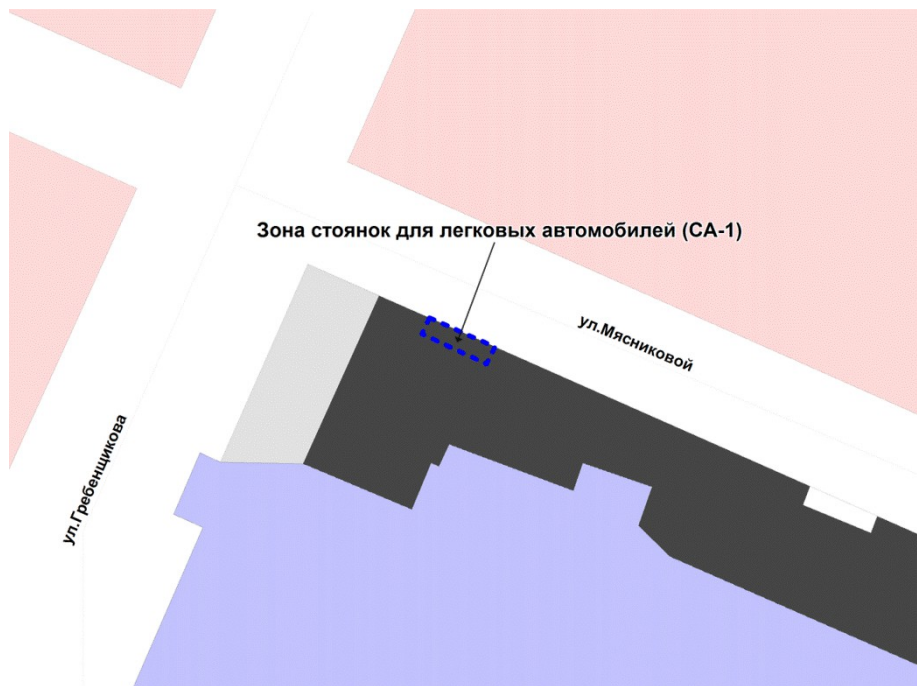 Зона стоянок для легковых автомобилей (СА-1)
ул.Мясниковой
ул.Гребенщикова